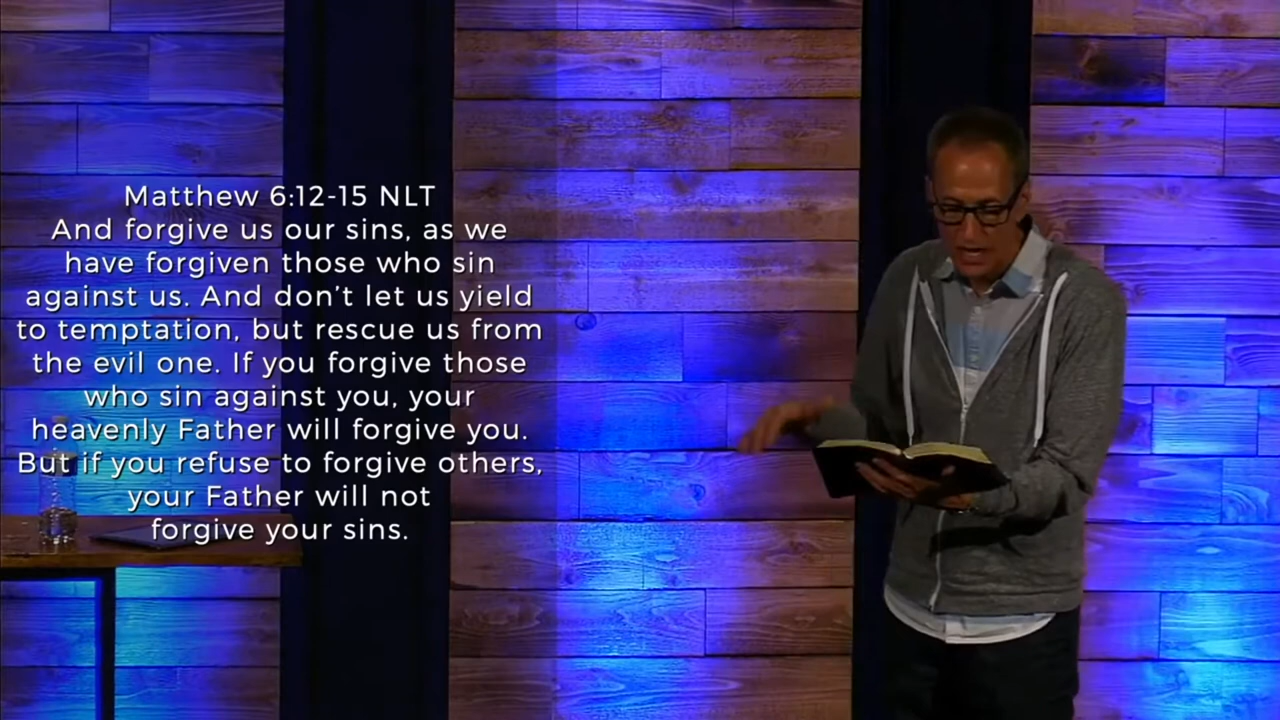 Matthew 6:12-15 NLT
And forgive us our sins, as we
have forgiven those who sin
against us. And don’t let us yield
to temptation, but rescue us from
the evil one. If you forgive those
who sin against you, your
heavenly Father will forgive you.
But if you refuse to forgive others,
your Father will not
forgive your sins.